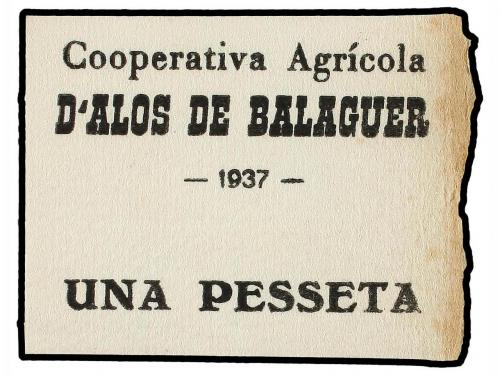 Cooperativa Agrícola
D'ALOS DE BALAGUER
— 1937 —
UNA PESSETA